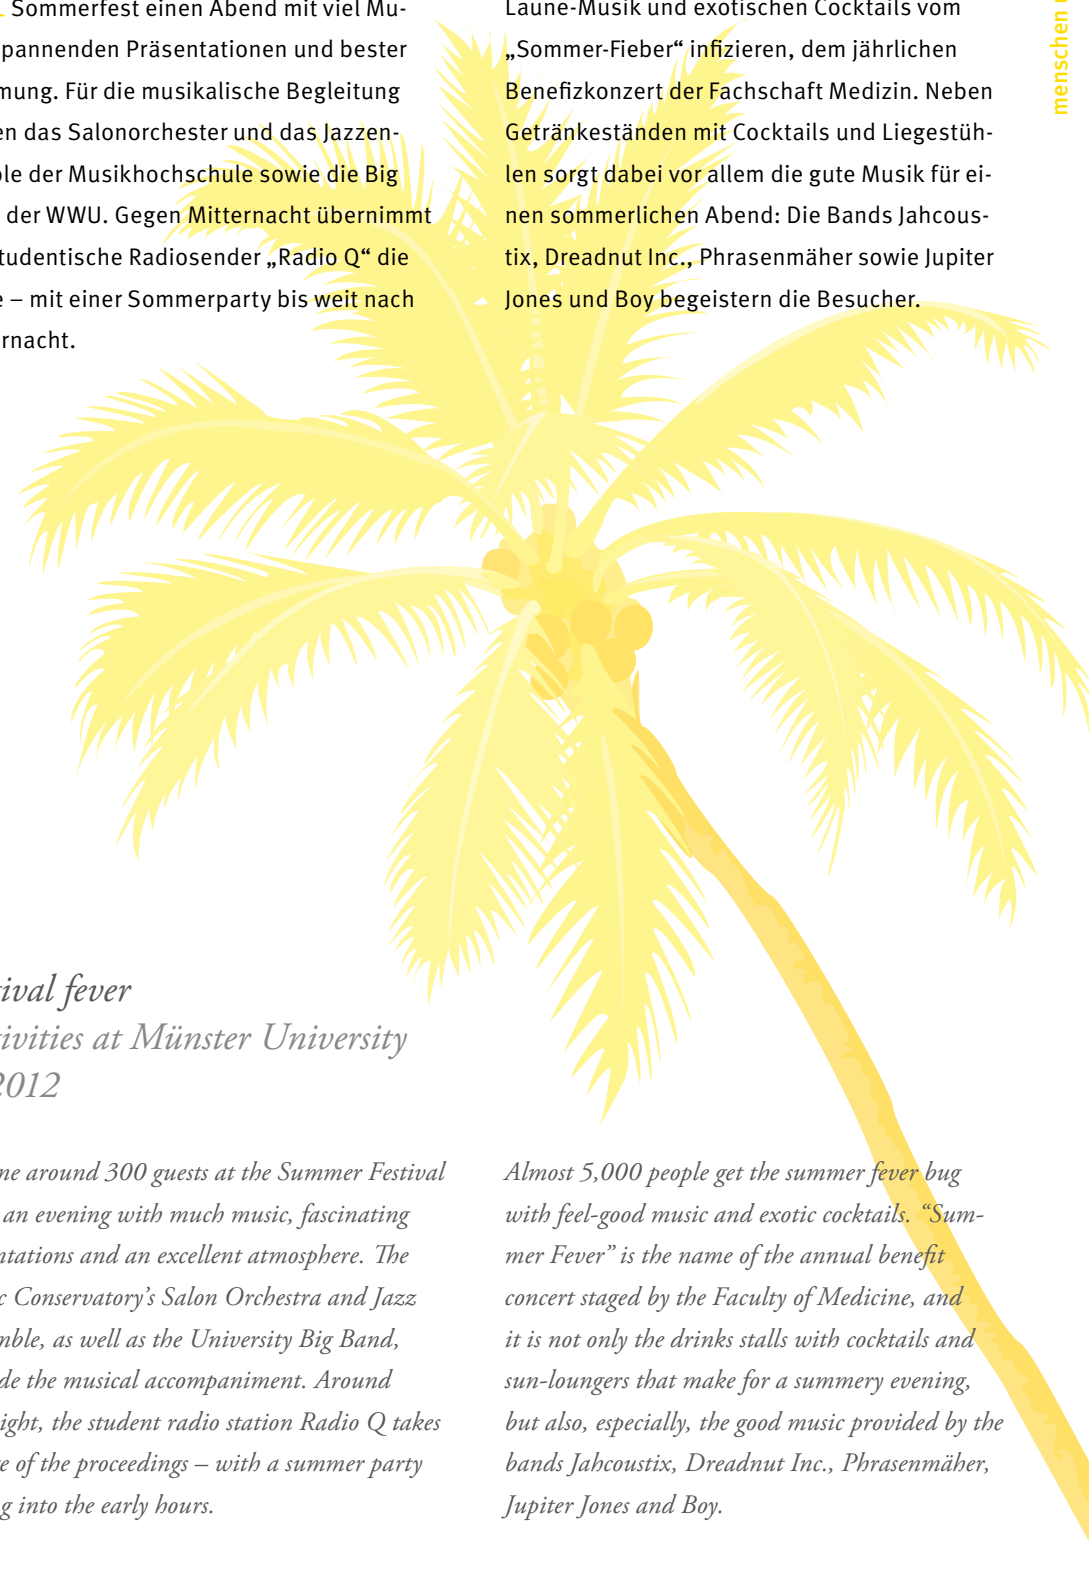 Sommerfest einen Abend mit viel Mu-
pannenden Präsentationen und bester
mung. Für die musikalische Begleitung
en das Salonorchester und das Jazzen-
le der Musikhochschule sowie die Big
der WWU. Gegen Mitternacht übernimmt
tudentische Radiosender „Radio Q“ die
e – mit einer Sommerparty bis weit nach
rnacht.
Laune-Musik und exotischen Cocktails vom
„Sommer-Fieber“ infizieren, dem jährlichen
Benefizkonzert der Fachschaft Medizin. Neben
Getränkeständen mit Cocktails und Liegestüh-
len sorgt dabei vor allem die gute Musik für ei-
nen sommerlichen Abend: Die Bands Jahcous-
tix, Dreadnut Inc., Phrasenmäher sowie Jupiter
Jones und Boy begeistern die Besucher.
menschen
ival fever
tivities at Münster University
2012
ne around 300 guests at the Summer Festival
an evening with much music, fascinating
ntations and an excellent atmosphere. The
c Conservatory’s Salon Orchestra and Jazz
mble, as well as the University Big Band,
de the musical accompaniment. Around
ight, the student radio station Radio Q takes
e of the proceedings – with a summer party
g into the early hours.
Almost 5,000 people get the summer fever bug
with feel-good music and exotic cocktails. “Sum-
mer Fever” is the name of the annual benefit
concert staged by the Faculty of Medicine, and
it is not only the drinks stalls with cocktails and
sun-loungers that make for a summery evening,
but also, especially, the good music provided by the
bands Jahcoustix, Dreadnut Inc., Phrasenmäher,
Jupiter Jones and Boy.